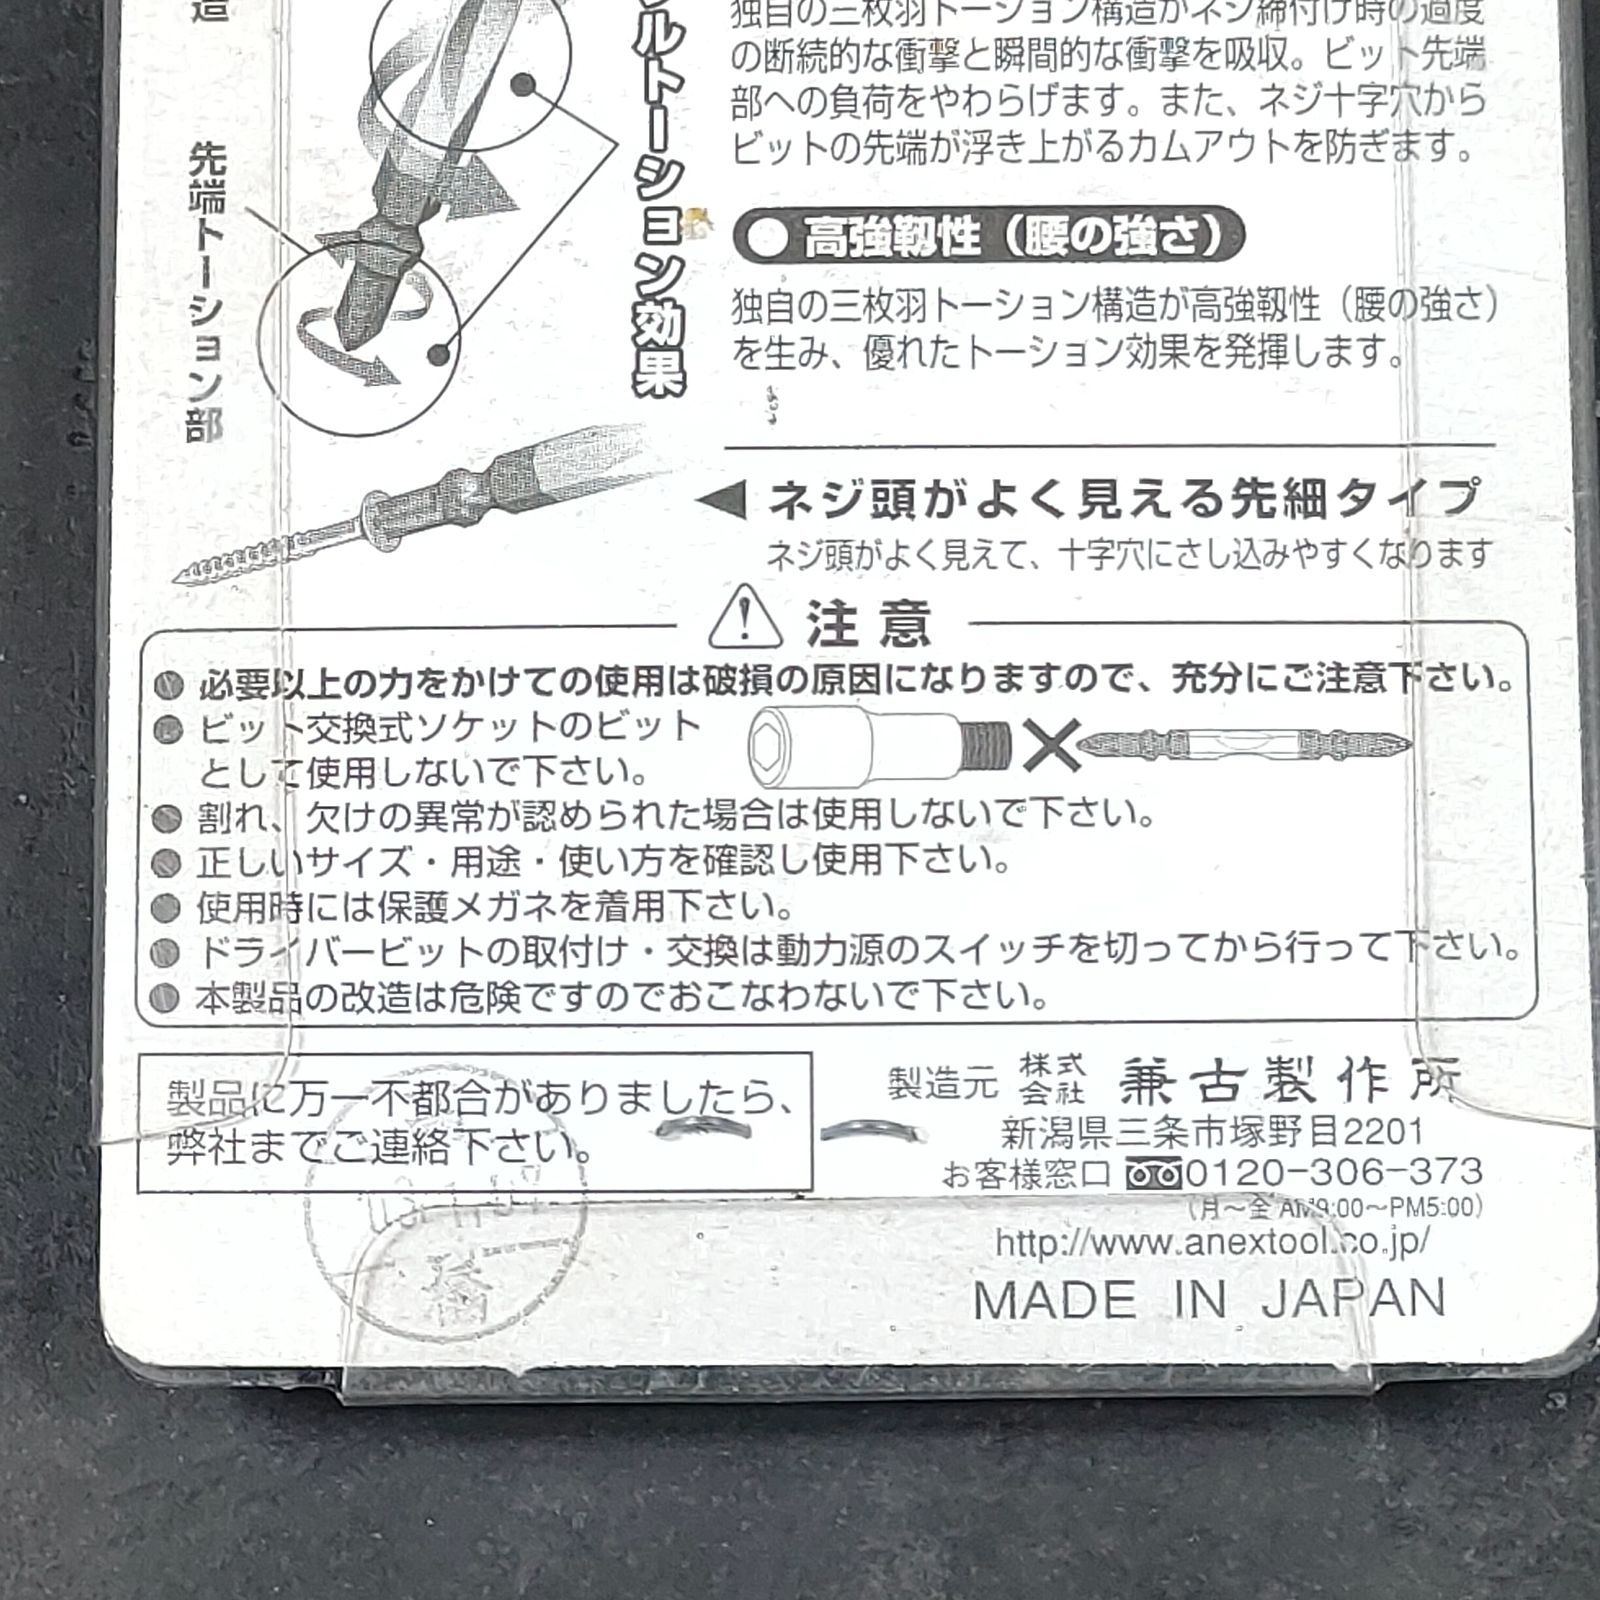 造
先端トーション部
ルトーション効果
独自の三枚羽トーション構造がネジ締付け時の過度
の断続的な衝撃と瞬間的な衝撃を吸収。ビット先端
部への負荷をやわらげます。また、ネジ十字穴から
ビットの先端が浮き上がるカムアウトを防ぎます。
● 高強靱性（腰の強さ）
独自の三枚羽トーション構造が高強靱性（腰の強さ）
を生み、優れたトーション効果を発揮します。
◀ ネジ頭がよく見える先細タイプ
ネジ頭がよく見えて、十字穴にさし込みやすくなります
注意
● 必要以上の力をかけての使用は破損の原因になりますので、充分にご注意下さい。
● ビット交換式ソケットのビット
として使用しないで下さい。
● 割れ、欠けの異常が認められた場合は使用しないで下さい。
● 正しいサイズ・用途・使い方を確認し使用下さい。
● 使用時には保護メガネを着用下さい。
● ドライバービットの取付け・交換は動力源のスイッチを切ってから行って下さい。
● 本製品の改造は危険ですのでおこなわないで下さい。
製品に万一不都合がありましたら、
弊社までご連絡下さい。
製造元 株式会社 兼古製作所
新潟県三条市塚野目2201
お客様窓口 0120-306-373
（月〜金 AM9:00〜PM5:00）
http://www.anextool.co.jp/
MADE IN JAPAN